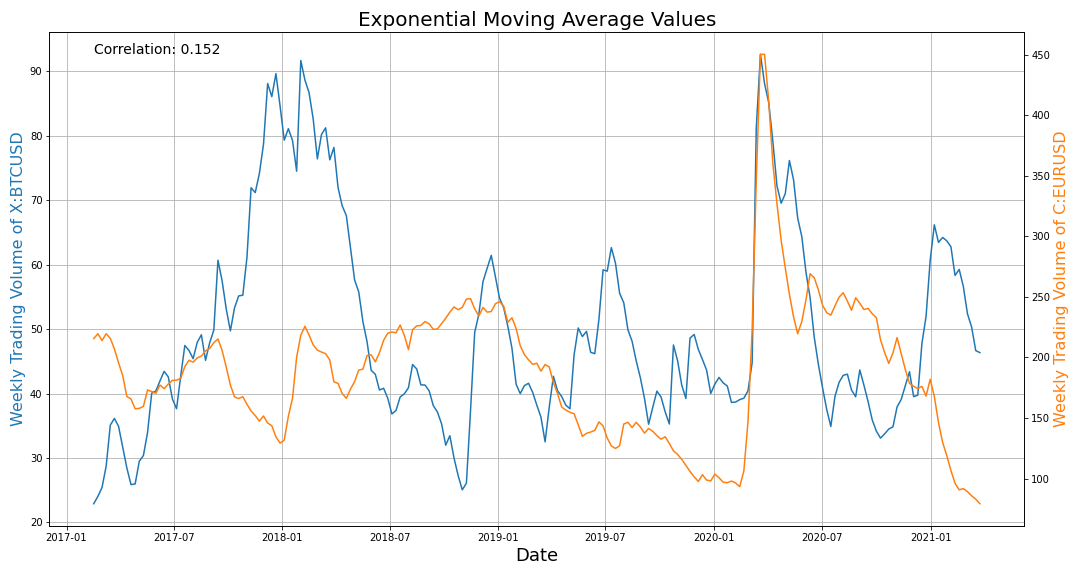 Exponential Moving Average Values
Correlation: 0.152
Weekly Trading Volume of X:BTCUSD
90
80
70
60
50
40
30
20
Weekly Trading Volume of C:EURUSD
450
400
350
300
250
200
150
100
2017-01 2017-07 2018-01 2018-07 2019-01 2019-07 2020-01 2020-07 2021-01
Date